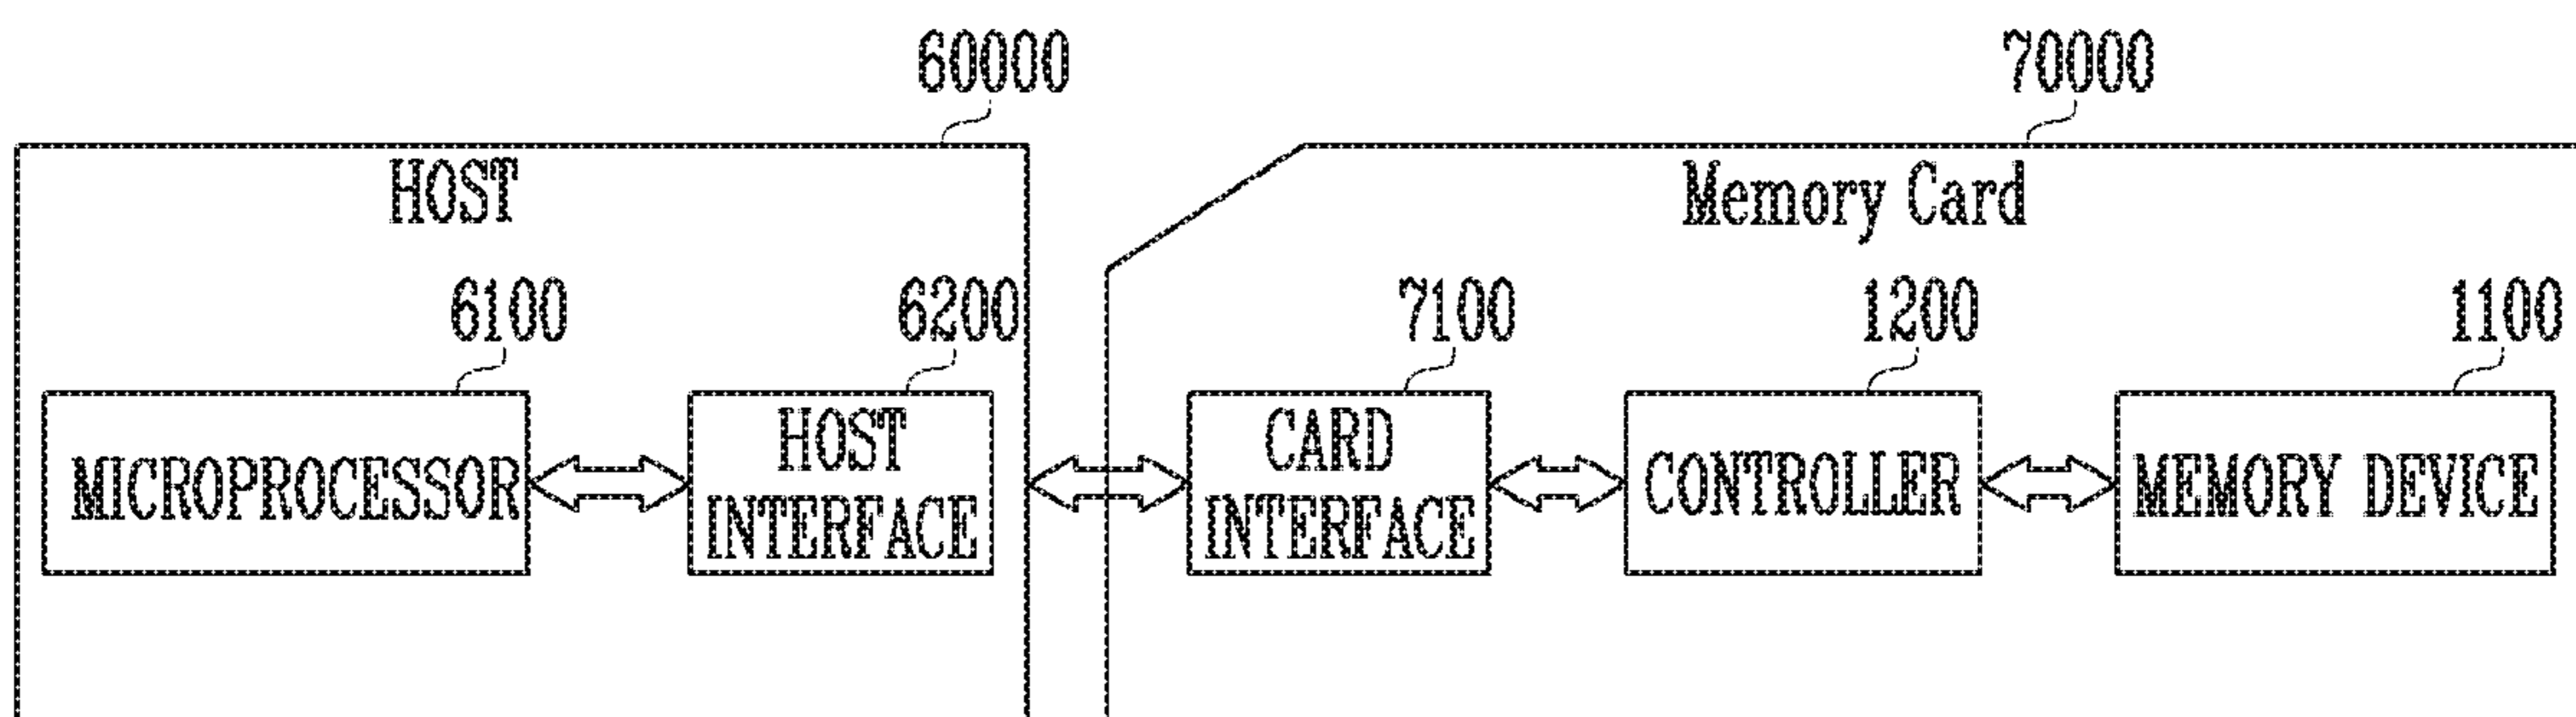 60000
70000
HOST
Memory Card
6100
6200
7100
1200
1100
MICROPROCESSOR
HOST
INTERFACE
CARD
INTERFACE
CONTROLLER
MEMORY DEVICE